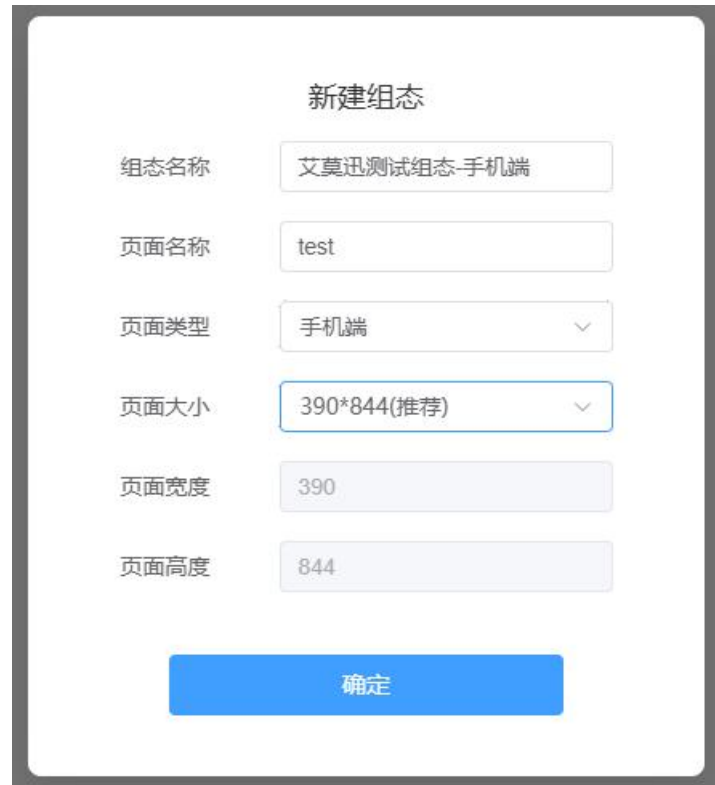 新建组态
组态名称 艾莫迅测试组态-手机端
页面名称 test
页面类型 手机端
页面大小 390*844(推荐)
页面宽度 390
页面高度 844
确定